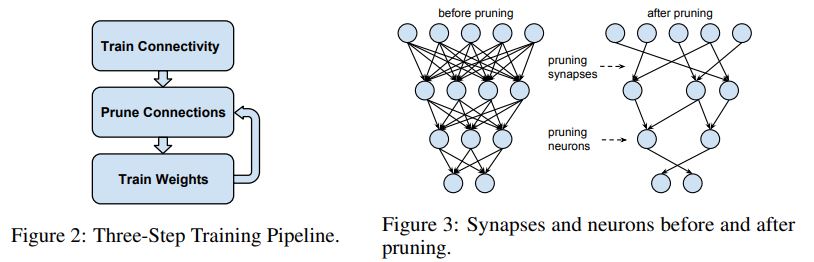 Train Connectivity
Prune Connections
Train Weights
Figure 2: Three-Step Training Pipeline.
before pruning
after pruning
pruning
synapses
pruning
neurons
Figure 3: Synapses and neurons before and after
pruning.